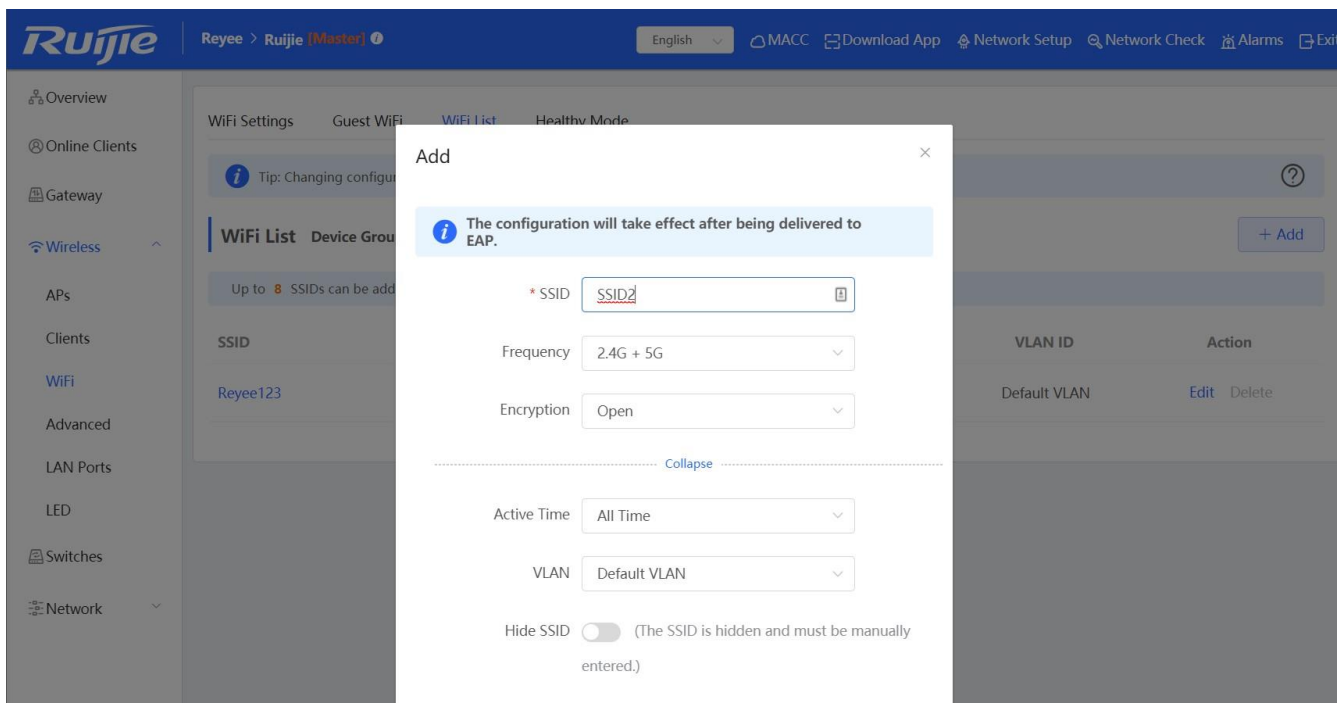 Ruijie
Reyee > Ruijie [Master]
English
MACC
Download App
Network Setup
Network Check
Alarms
Exit
Overview
Online Clients
Gateway
Wireless
APs
Clients
WiFi
Advanced
LAN Ports
LED
Switches
Network
WiFi Settings
Guest WiFi
WiFi List
Healthy Mode
Tip: Changing configur
WiFi List Device Grou
+ Add
Up to 8 SSIDs can be add
SSID
VLAN ID
Action
Reyee123
Default VLAN
Edit Delete
Add
The configuration will take effect after being delivered to
EAP.
* SSID SSID2
Frequency 2.4G + 5G
Encryption Open
Collapse
Active Time All Time
VLAN Default VLAN
Hide SSID (The SSID is hidden and must be manually
entered.)